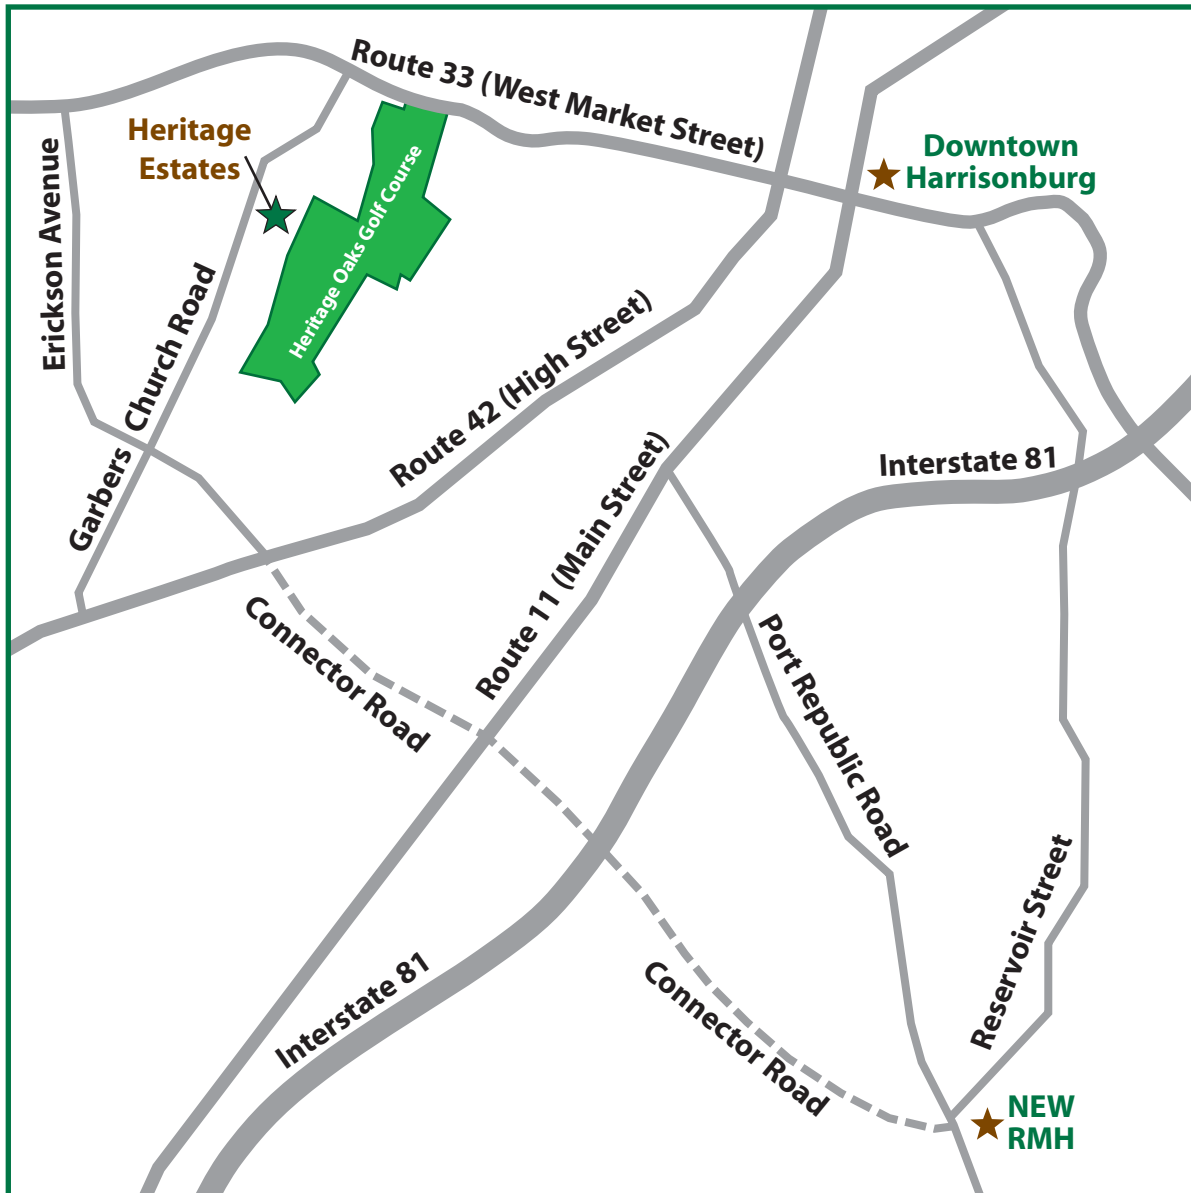 Route 33 (West Market Street)
Heritage
Estates
Downtown
Harrisonburg
Erickson Avenue
Heritage Oaks Golf Course
Garbers Church Road
Route 42 (High Street)
Interstate 81
Route 11 (Main Street)
Connector Road
Port Republic Road
Reservoir Street
Interstate 81
Connector Road
NEW
RMH